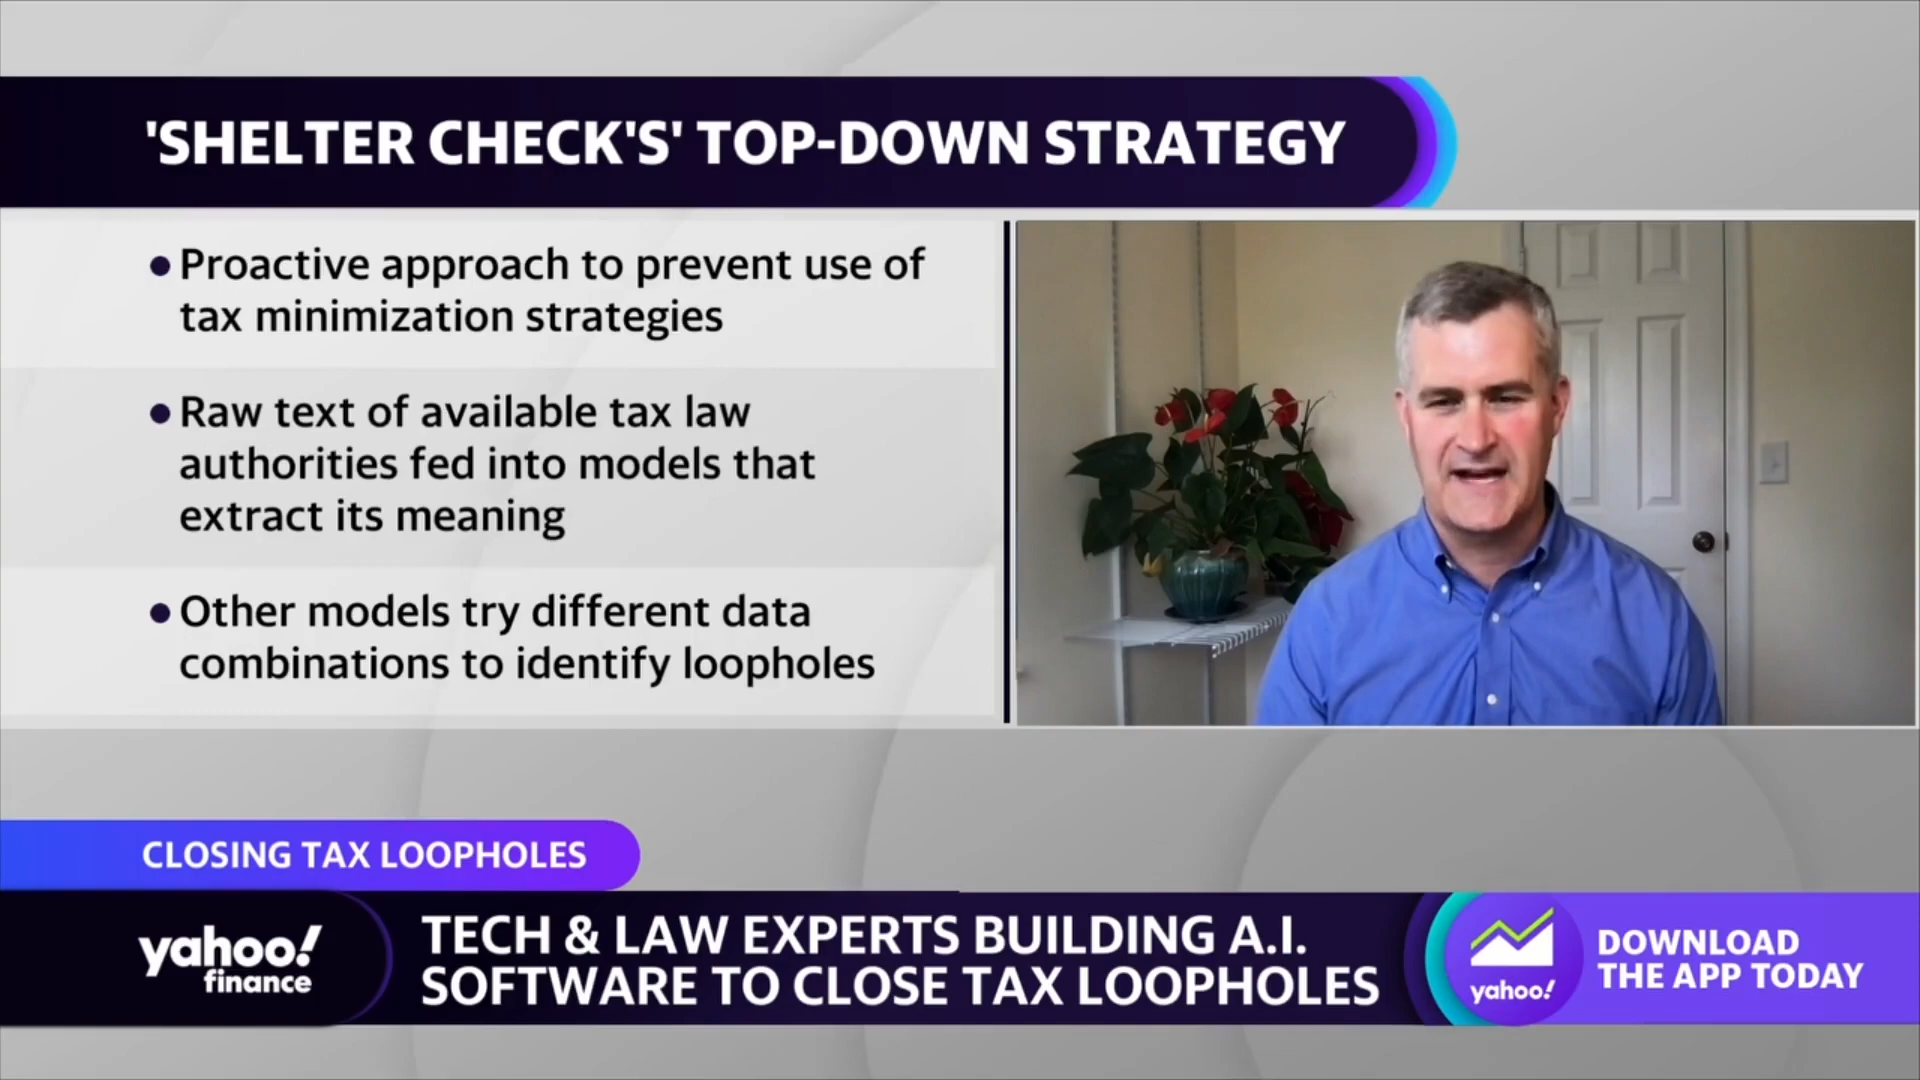 'SHELTER CHECK'S' TOP-DOWN STRATEGY
• Proactive approach to prevent use of
tax minimization strategies
• Raw text of available tax law
authorities fed into models that
extract its meaning
• Other models try different data
combinations to identify loopholes
CLOSING TAX LOOPHOLES
yahoo!
finance
TECH & LAW EXPERTS BUILDING A.I.
SOFTWARE TO CLOSE TAX LOOPHOLES
yahoo!
DOWNLOAD
THE APP TODAY